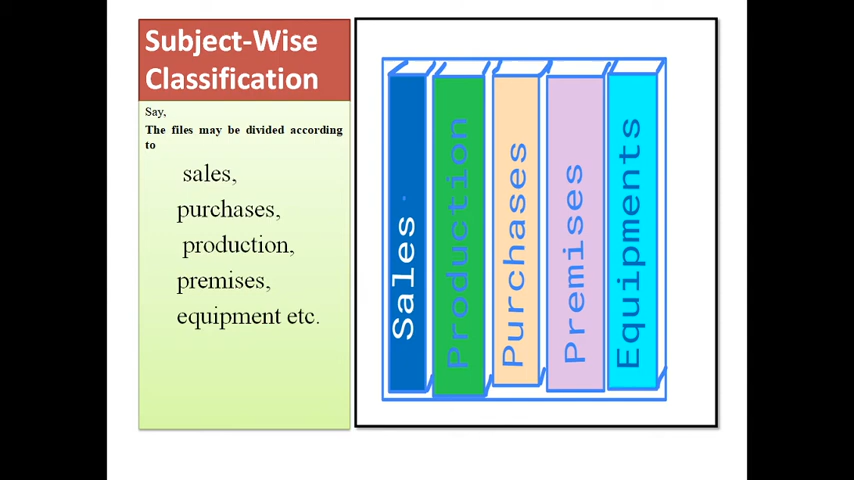 Subject-Wise
Classification
Say,
The files may be divided according
to
sales,
purchases,
production,
premises,
equipment etc.
Sales
Production
Purchases
Premises
Equipments